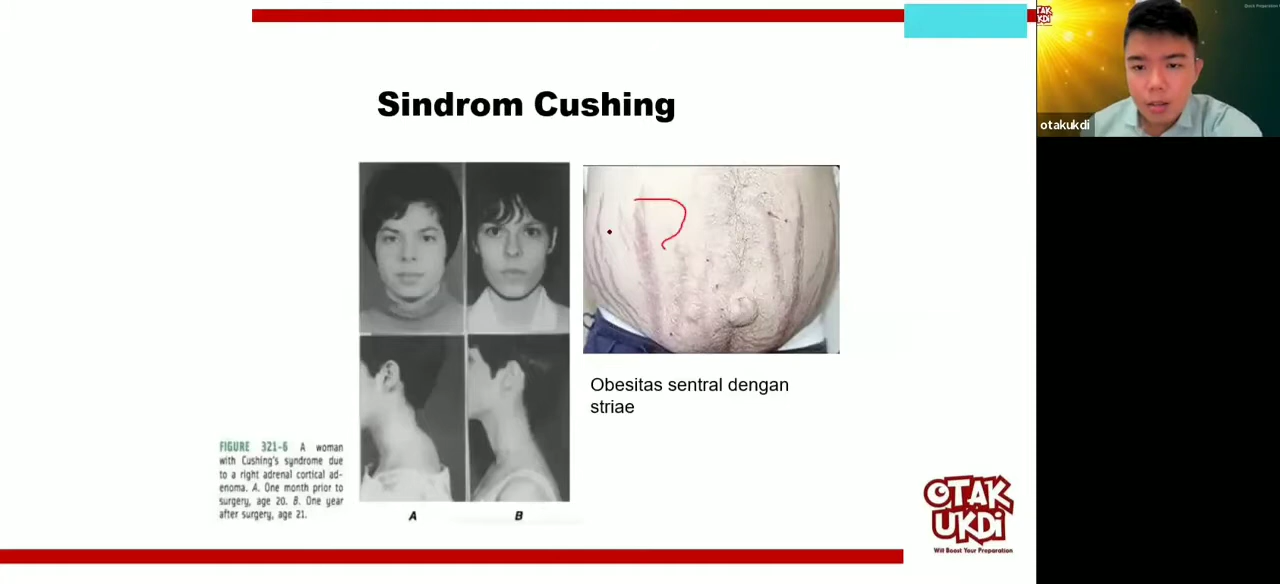 OTAK
UKDI
otakukdi
Sindrom Cushing
Obesitas sentral dengan
striae
FIGURE 321-6 A woman
with Cushing's syndrome due
to a right adrenal cortical ad-
enoma. A. One month prior to
surgery, age 20. B. One year
after surgery, age 21.
A
B
OTAK
UKDI
Will Boost Your Preparation